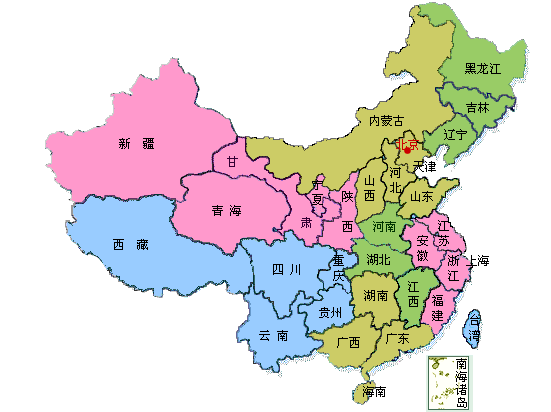 黑龙江
吉林
辽宁
内蒙古
北京
天津
新 疆
甘
肃
宁
夏
陕
西
山
西
河
北
山东
青 海
河南
江
苏
安
徽
西 藏
四 川
重
庆
湖北
浙
江
上海
湖南
江
西
福
建
贵州
云 南
广西
广东
台
湾
海南
南
海
诸
岛